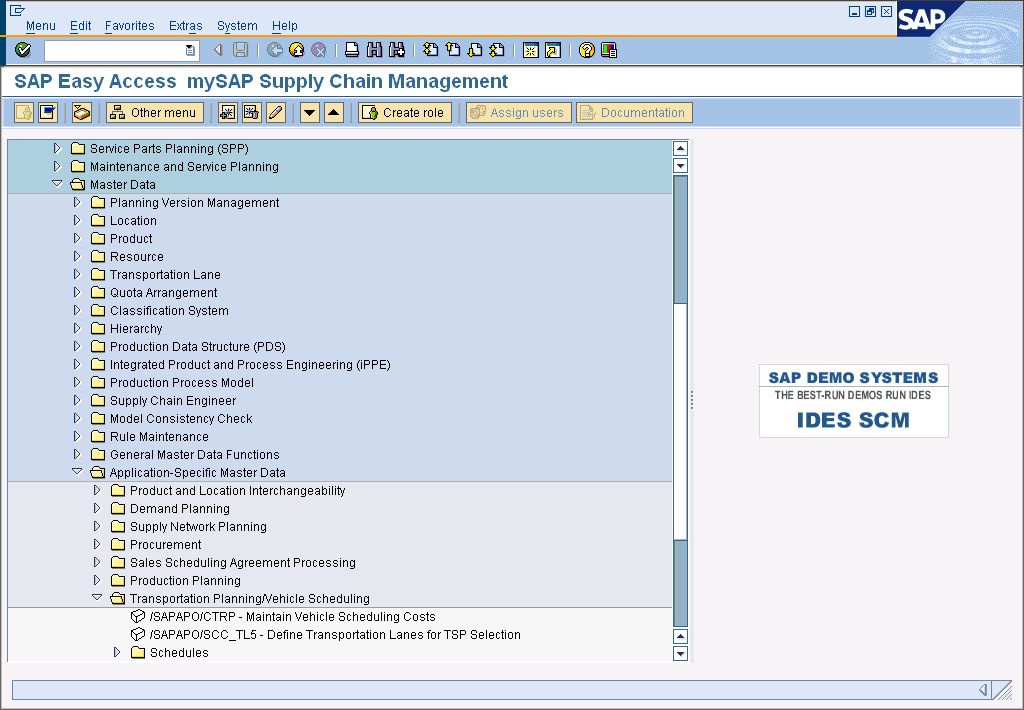 Menu Edit Favorites Extras System Help
SAP
SAP Easy Access mySAP Supply Chain Management
Other menu Create role Assign users Documentation
Service Parts Planning (SPP)
Maintenance and Service Planning
Master Data
Planning Version Management
Location
Product
Resource
Transportation Lane
Quota Arrangement
Classification System
Hierarchy
Production Data Structure (PDS)
Integrated Product and Process Engineering (iPPE)
Production Process Model
Supply Chain Engineer
Model Consistency Check
Rule Maintenance
General Master Data Functions
Application-Specific Master Data
Product and Location Interchangeability
Demand Planning
Supply Network Planning
Procurement
Sales Scheduling Agreement Processing
Production Planning
Transportation Planning/Vehicle Scheduling
/SAPAPO/CTRP - Maintain Vehicle Scheduling Costs
/SAPAPO/SCC_TL5 - Define Transportation Lanes for TSP Selection
Schedules
SAP DEMO SYSTEMS
THE BEST-RUN DEMOS RUN IDES
IDES SCM